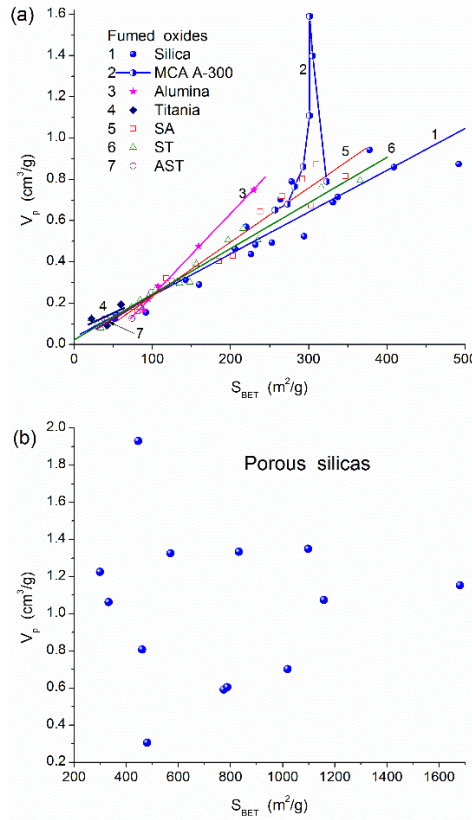 (a)
Fumed oxides
1 Silica
2 MCA A-300
3 Alumina
4 Titania
5 SA
6 ST
7 AST
2
5
6
1
3
4
7
1.6
1.4
1.2
1.0
0.8
0.6
0.4
0.2
0.0
Vp (cm³/g)
0 100 200 300 400 500
SBET (m²/g)
(b)
Porous silicas
2.0
1.8
1.6
1.4
1.2
1.0
0.8
0.6
0.4
0.2
Vp (cm³/g)
200 400 600 800 1000 1200 1400 1600
SBET (m²/g)